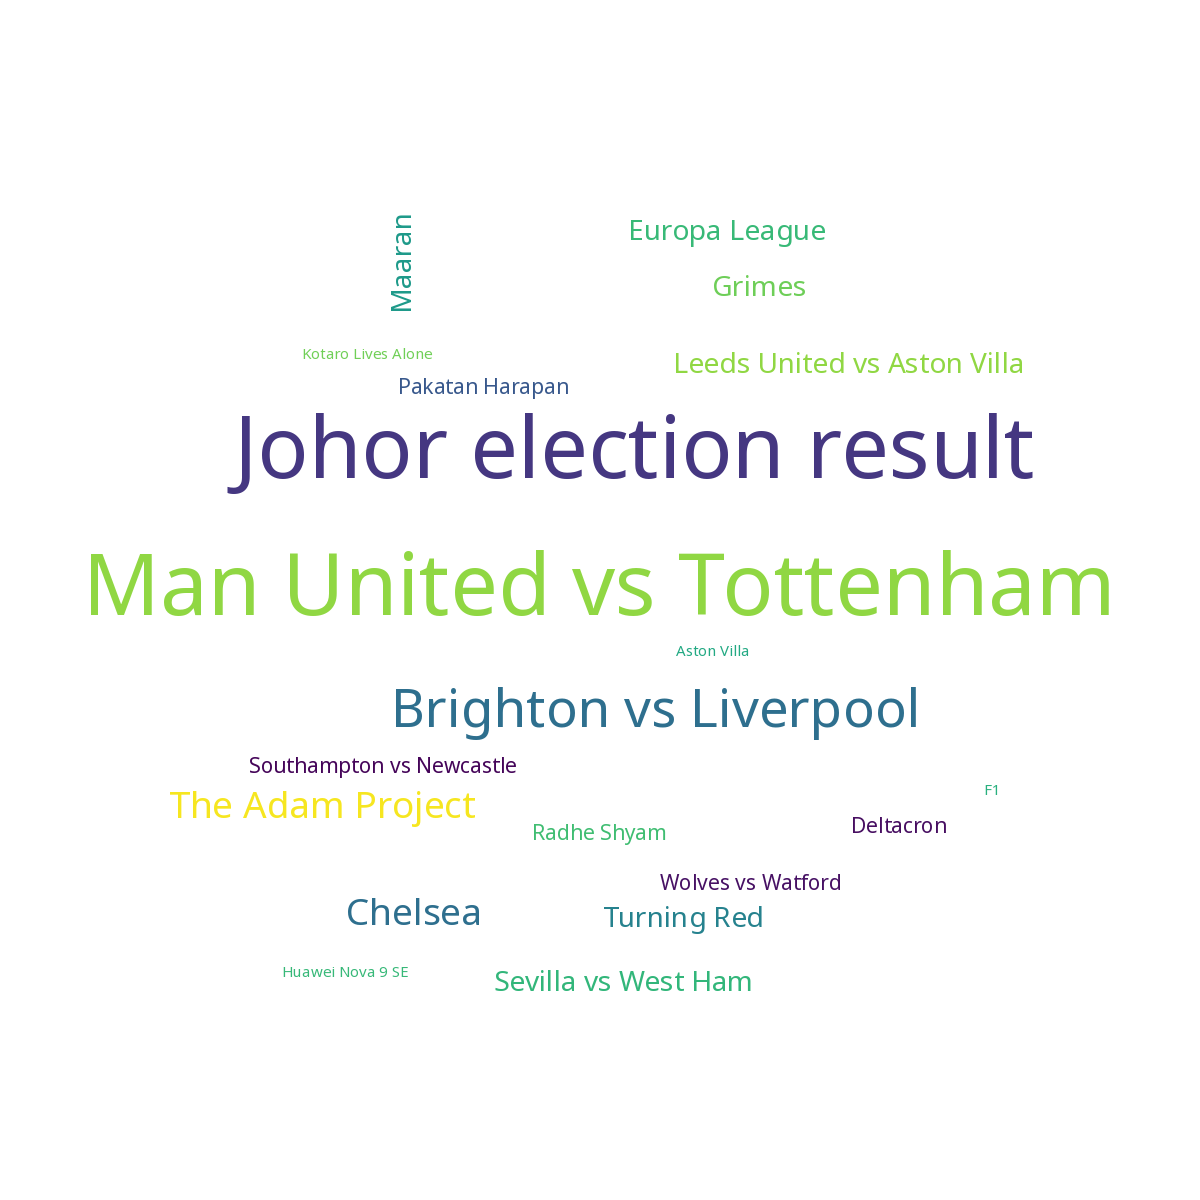 Maaran
Europa League
Grimes
Kotaro Lives Alone
Leeds United vs Aston Villa
Pakatan Harapan
Johor election result
Man United vs Tottenham
Aston Villa
Brighton vs Liverpool
Southampton vs Newcastle
The Adam Project
F1
Radhe Shyam
Deltacron
Wolves vs Watford
Chelsea
Turning Red
Huawei Nova 9 SE
Sevilla vs West Ham